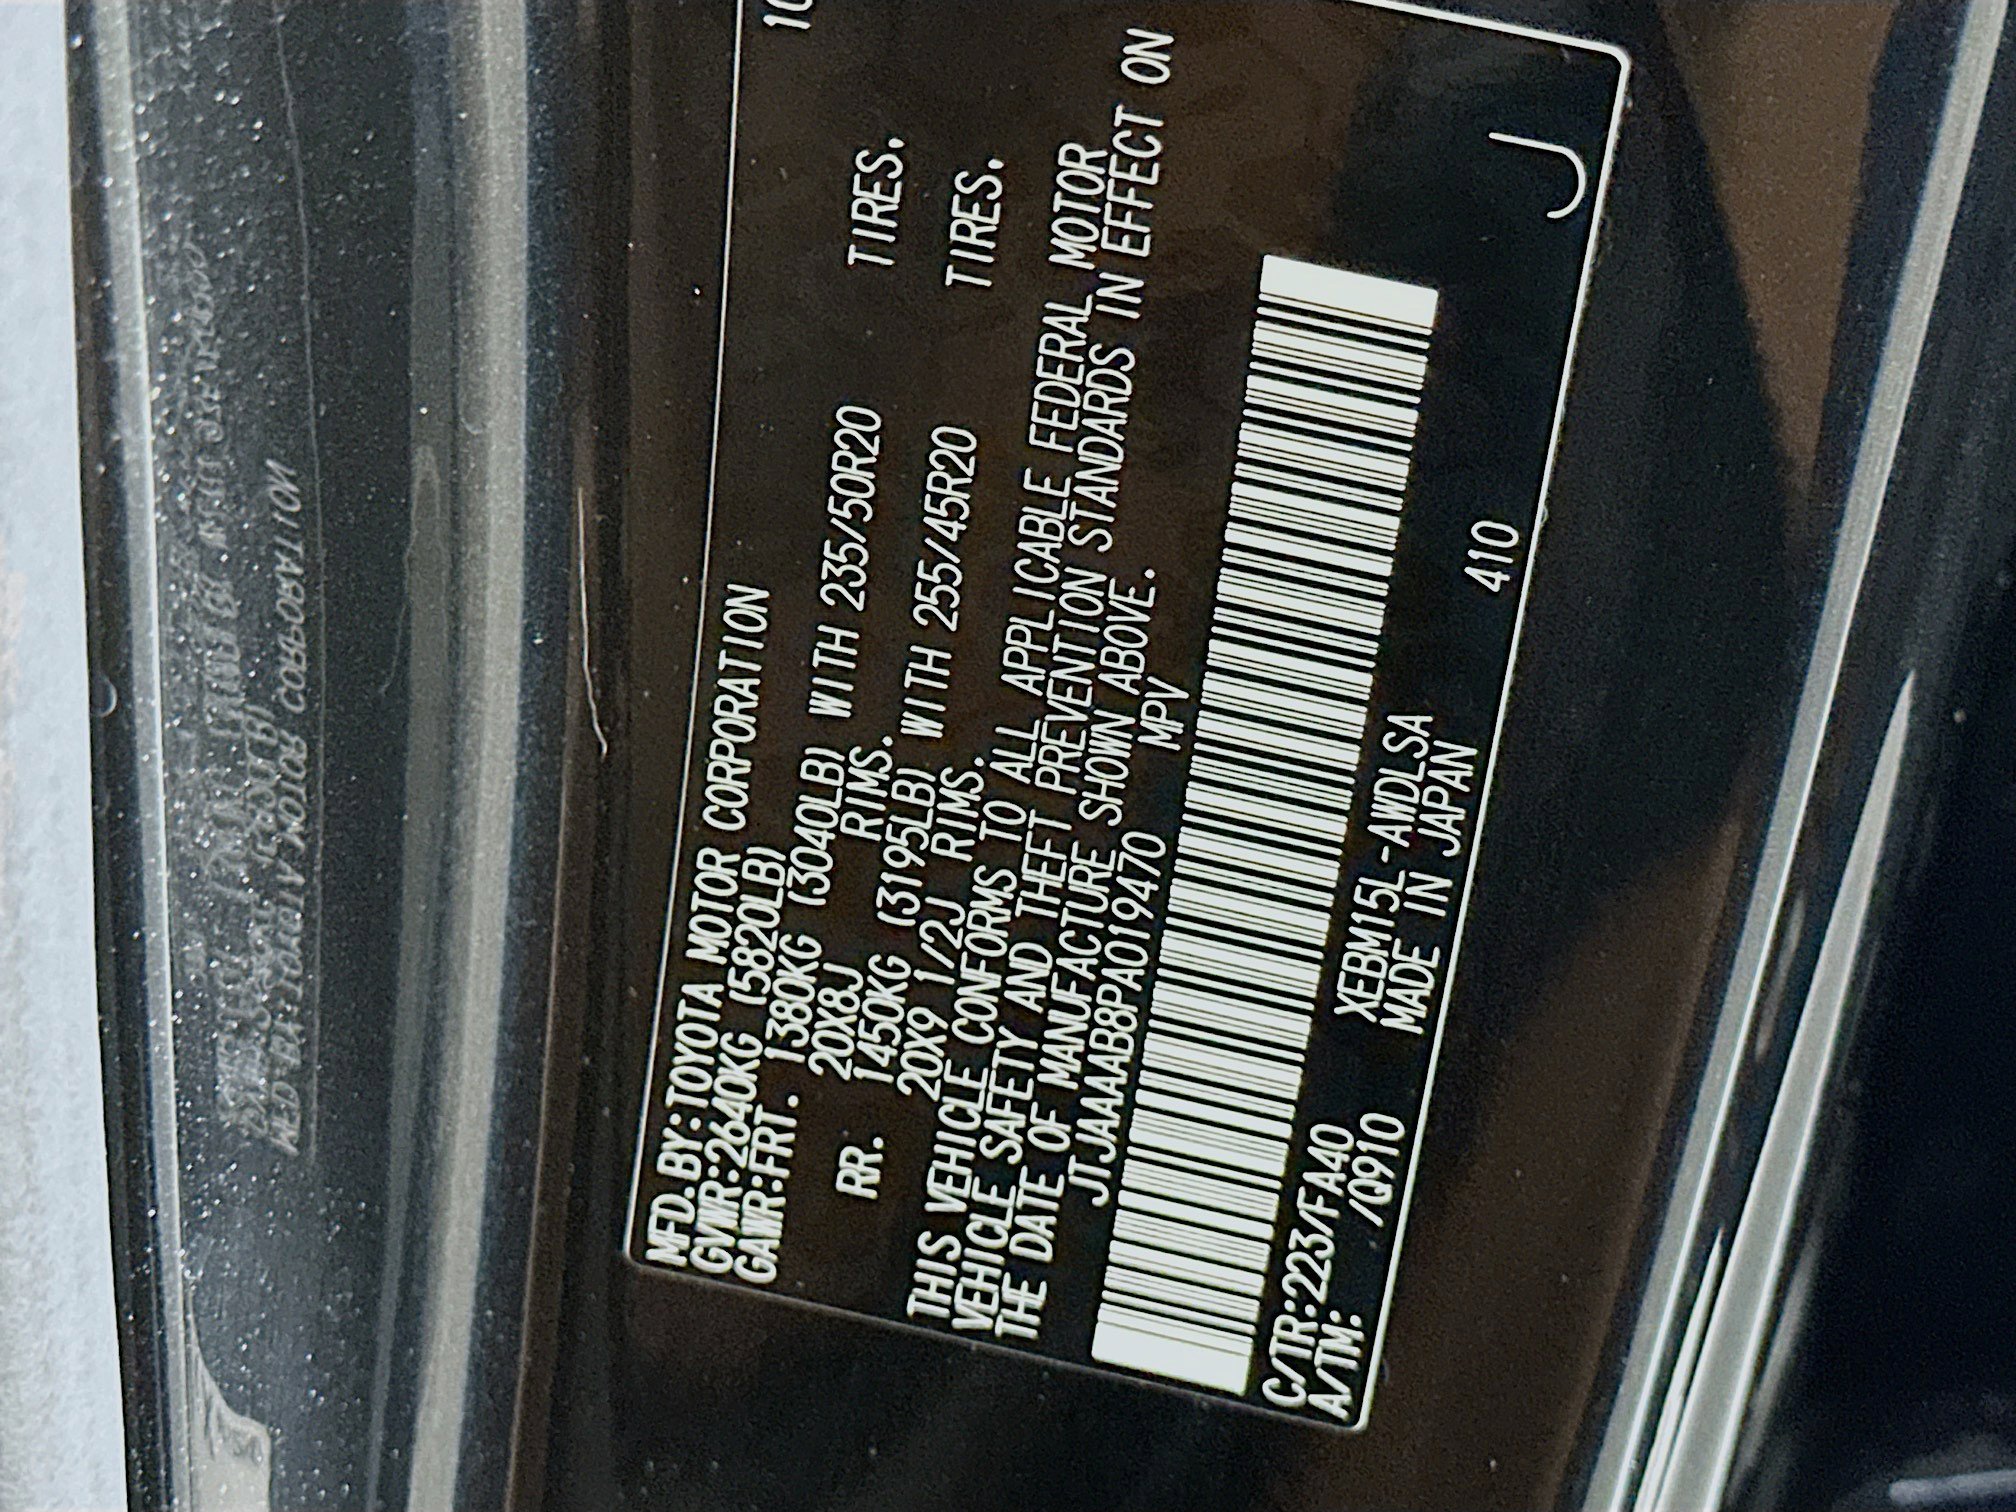 MFD.BY:TOYOTA MOTOR CORPORATION 10
GVWR:2640KG (5820LB)
GAWR:FRT. 1380KG (3040LB) WITH 235/50R20 TIRES.
20X8J RIMS.
RR. 1450KG (3195LB) WITH 255/45R20 TIRES.
20X9 1/2J RIMS.
THIS VEHICLE CONFORMS TO ALL APPLICABLE FEDERAL MOTOR
VEHICLE SAFETY AND THEFT PREVENTION STANDARDS IN EFFECT ON
THE DATE OF MANUFACTURE SHOWN ABOVE.
JTJAAAAB8PA019470 MPV
C/TR:223/FA40 XEBM15L-AWDLSA
A/TM: /Q910 MADE IN JAPAN 410
J